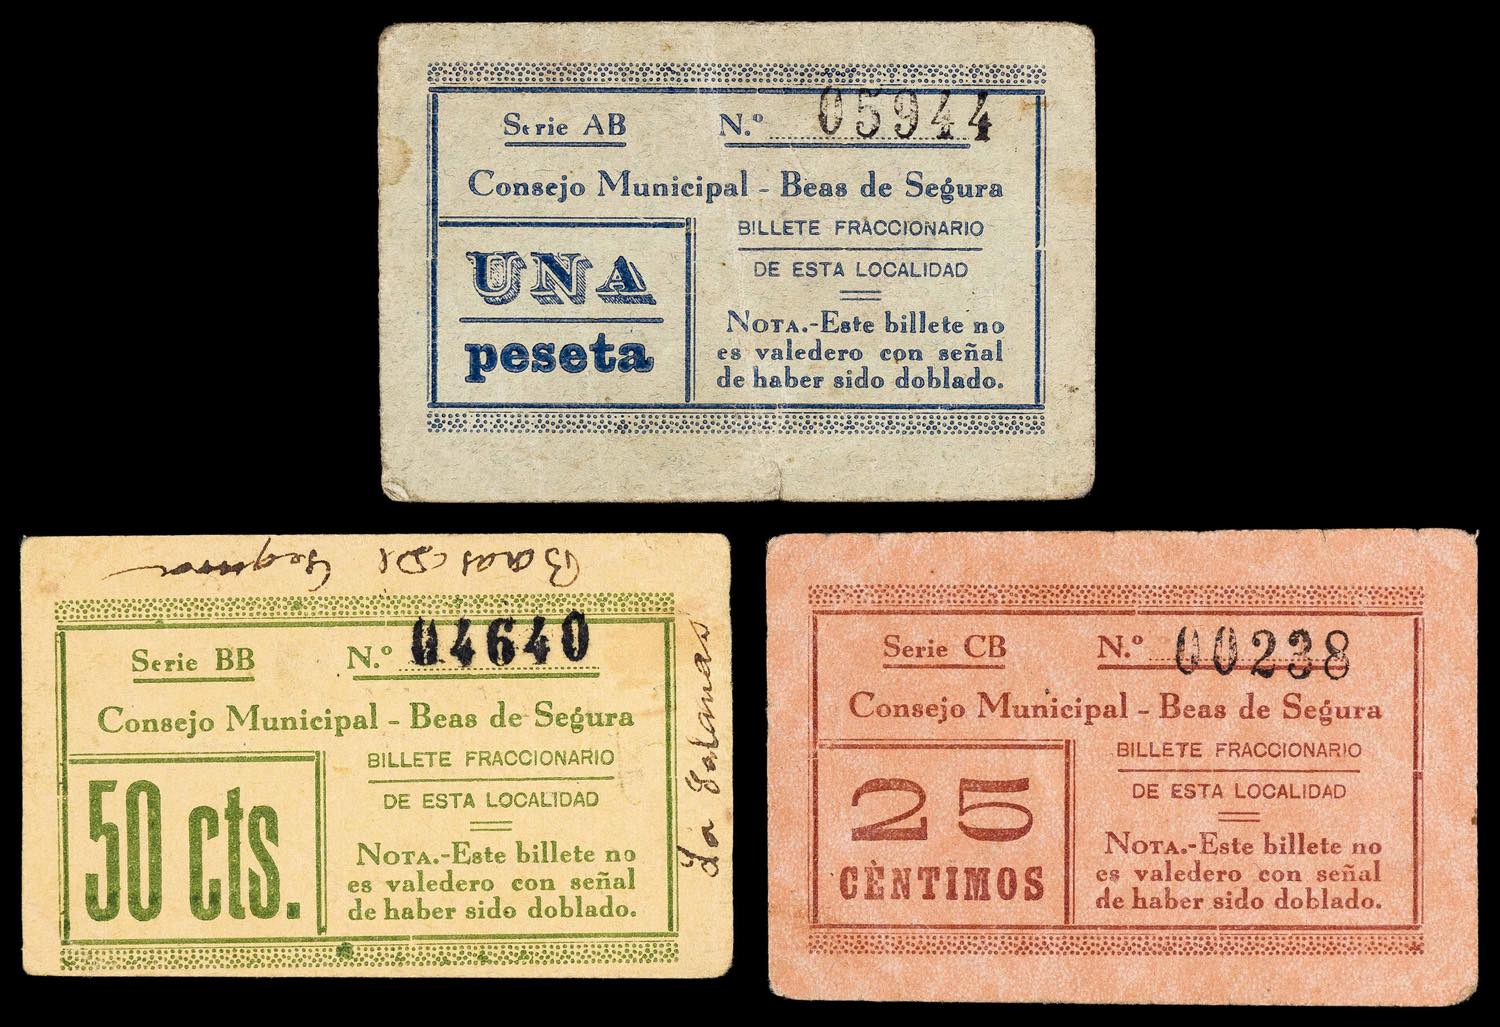 Serie AB N.º 05944
Consejo Municipal - Beas de Segura
UNA
peseta
BILLETE FRACCIONARIO
DE ESTA LOCALIDAD
NOTA.-Este billete no
es valedero con señal
de haber sido doblado.
Baas De Segura
Serie BB N.º 04640
Consejo Municipal - Beas de Segura
50 cts.
BILLETE FRACCIONARIO
DE ESTA LOCALIDAD
NOTA.-Este billete no
es valedero con señal
de haber sido doblado.
La
Serie CB N.º 00238
Consejo Municipal - Beas de Segura
25
CÈNTIMOS
BILLETE FRACCIONARIO
DE ESTA LOCALIDAD
NOTA.-Este billete no
es valedero con señal
de haber sido doblado.